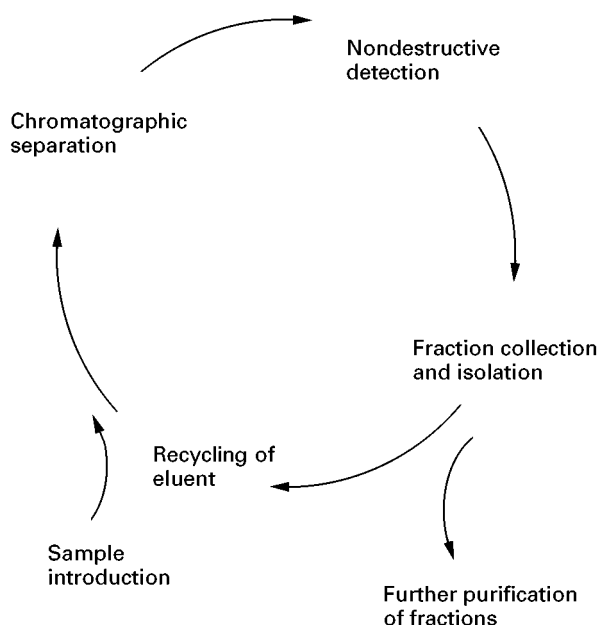 Nondestructive
detection
Chromatographic
separation
Fraction collection
and isolation
Recycling of
eluent
Sample
introduction
Further purification
of fractions